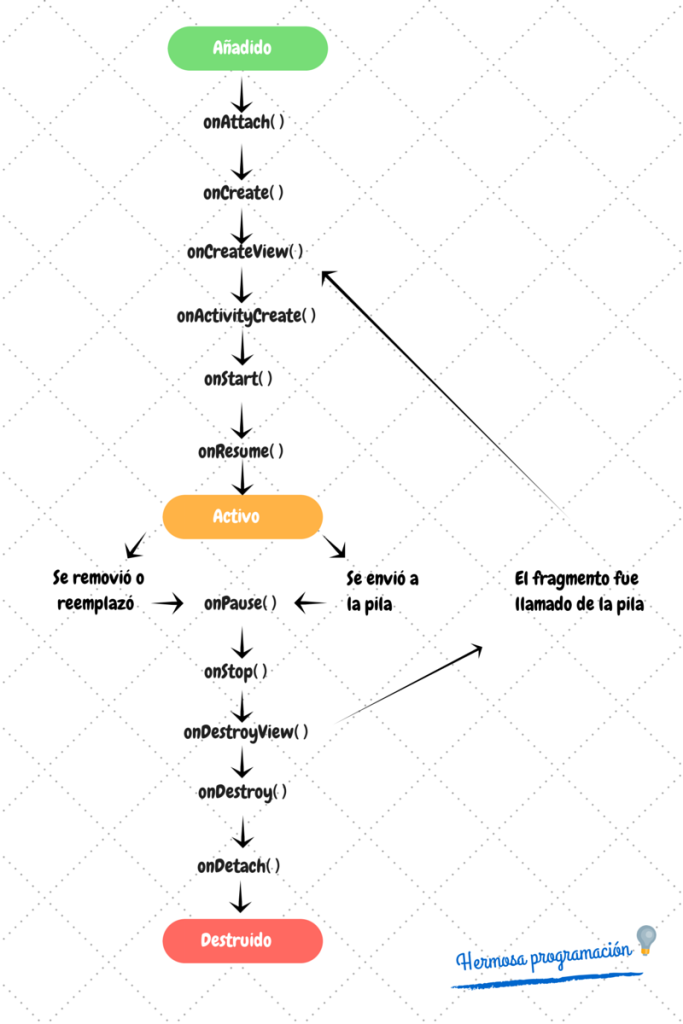 Añadido
onAttach( )
onCreate( )
onCreateView( )
onActivityCreate( )
onStart( )
onResume( )
Activo
Se removió o
reemplazó
onPause( )
Se envió a
la pila
El fragmento fue
llamado de la pila
onStop( )
onDestroyView( )
onDestroy( )
onDetach( )
Destruido
Hermosa programación